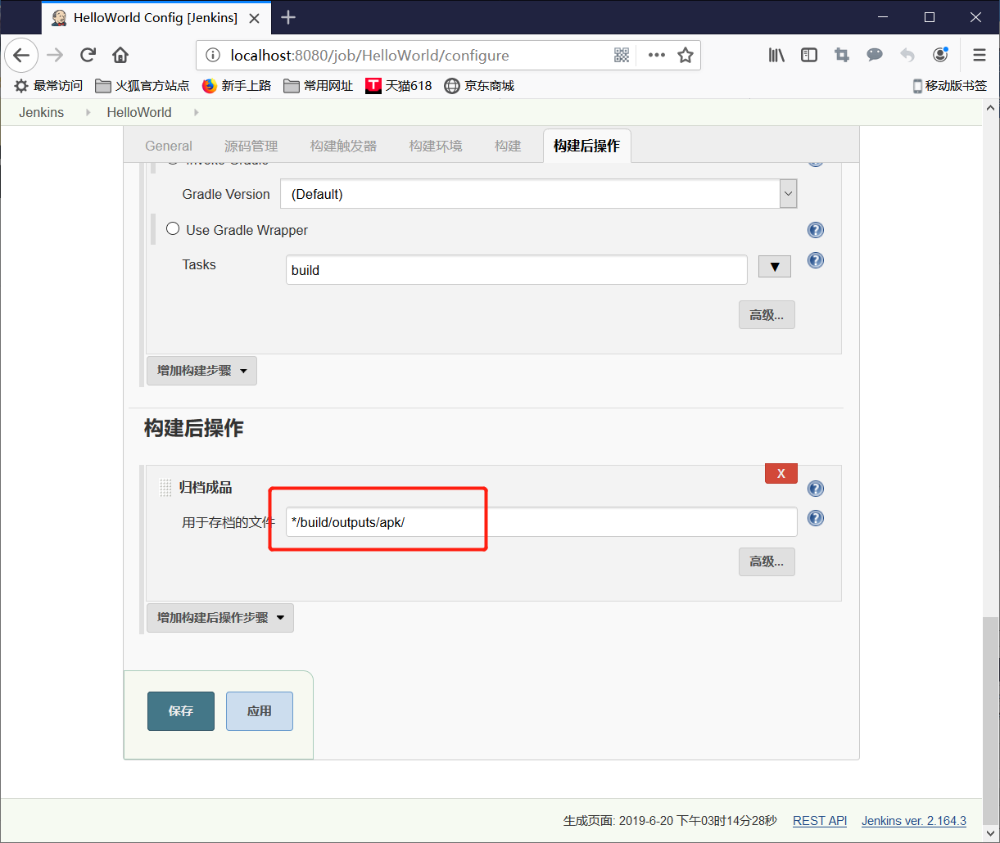 HelloWorld Config [Jenkins]
localhost:8080/job/HelloWorld/configure
最常访问 火狐官方站点 新手上路 常用网址 T 天猫618 京东商城 移动版书签
Jenkins HelloWorld
General 源码管理 构建触发器 构建环境 构建 构建后操作
Invoke Gradle
Gradle Version (Default)
Use Gradle Wrapper
Tasks build
高级...
增加构建步骤
构建后操作
X
归档成品
用于存档的文件 */build/outputs/apk/
高级...
增加构建后操作步骤
保存 应用
生成页面: 2019-6-20 下午03时14分28秒 REST API Jenkins ver. 2.164.3